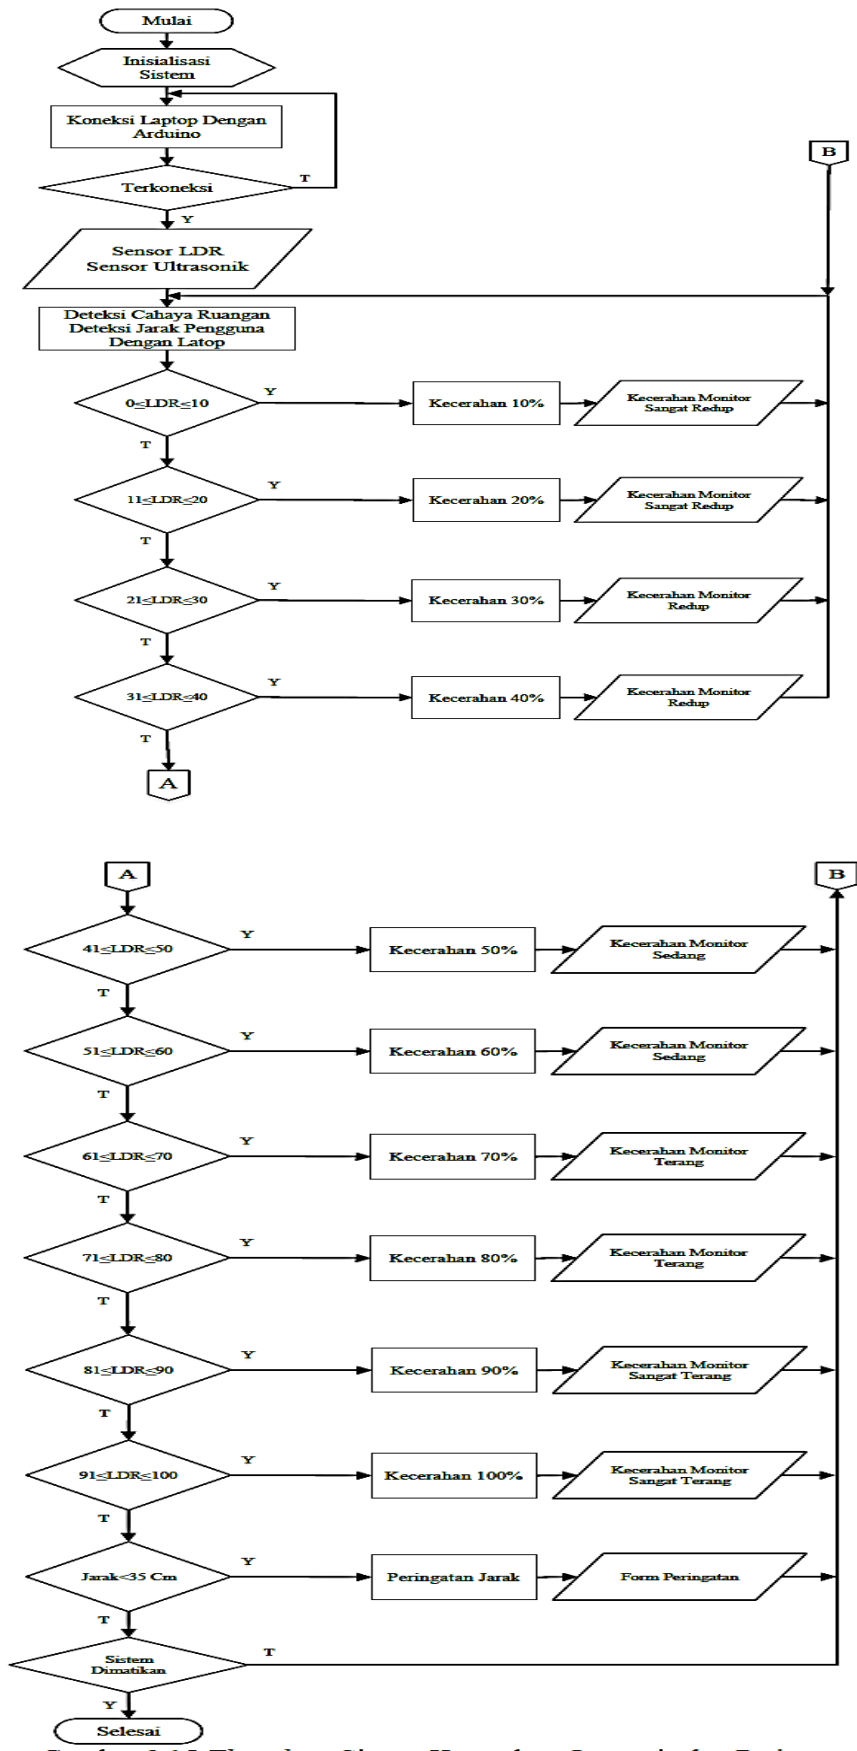 Mulai
Inisialisasi
Sistem
Koneksi Laptop Dengan
Arduino
Terkoneksi
T
Y
B
Sensor LDR
Sensor Ultrasonik
Deteksi Cahaya Ruangan
Deteksi Jarak Pengguna
Dengan Latop
0≤LDR≤10
Y
Kecerahan 10%
Kecerahan Monitor
Sangat Redup
T
11≤LDR≤20
Y
Kecerahan 20%
Kecerahan Monitor
Sangat Redup
T
21≤LDR≤30
Y
Kecerahan 30%
Kecerahan Monitor
Redup
T
31≤LDR≤40
Y
Kecerahan 40%
Kecerahan Monitor
Redup
T
A
A
B
41≤LDR≤50
Y
Kecerahan 50%
Kecerahan Monitor
Sedang
T
51≤LDR≤60
Y
Kecerahan 60%
Kecerahan Monitor
Sedang
T
61≤LDR≤70
Y
Kecerahan 70%
Kecerahan Monitor
Terang
T
71≤LDR≤80
Y
Kecerahan 80%
Kecerahan Monitor
Terang
T
81≤LDR≤90
Y
Kecerahan 90%
Kecerahan Monitor
Sangat Terang
T
91≤LDR≤100
Y
Kecerahan 100%
Kecerahan Monitor
Sangat Terang
T
Jarak<35 Cm
Y
Peringatan Jarak
Form Peringatan
T
Sistem
Dimatikan
T
Y
Selesai